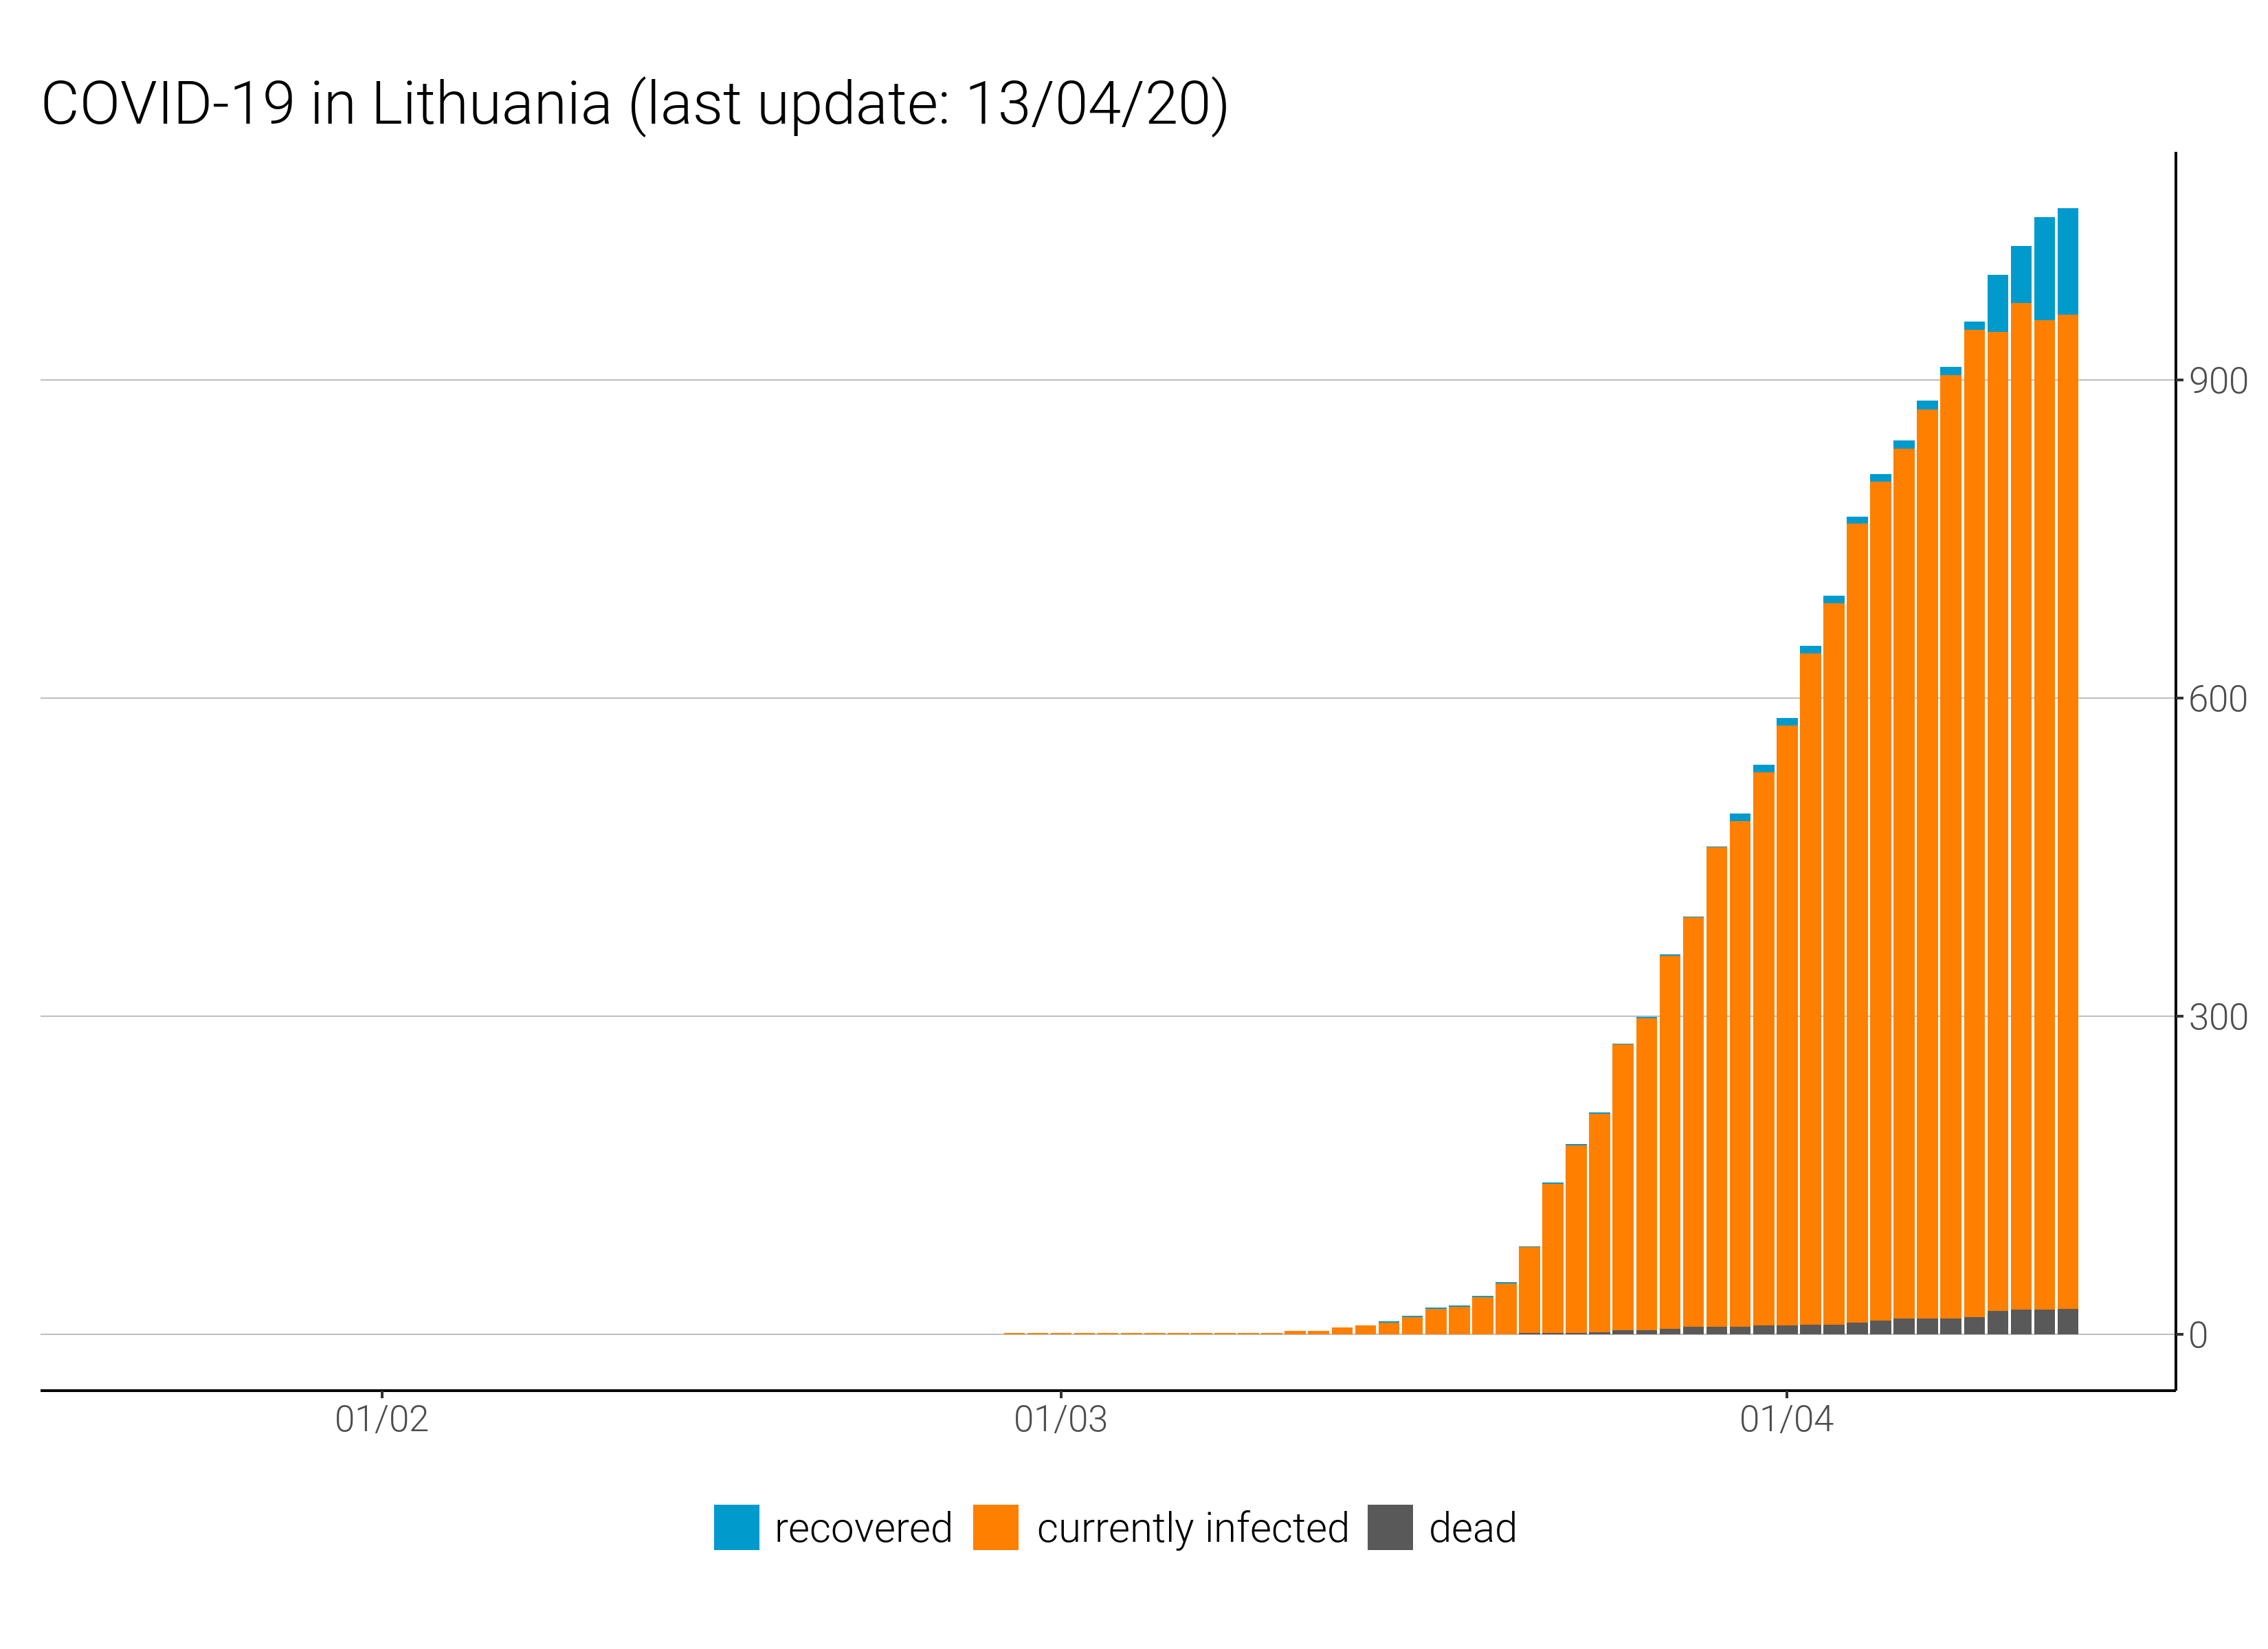 COVID-19 in Lithuania (last update: 13/04/20)
900
600
300
0
01/02 01/03 01/04
recovered currently infected dead